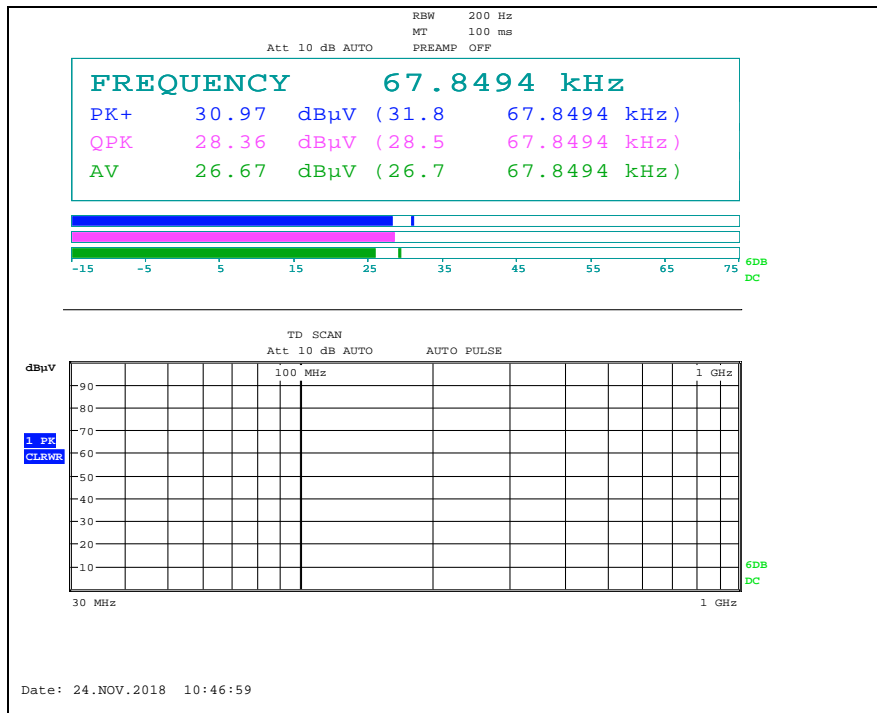 RBW 200 Hz
MT 100 ms
Att 10 dB AUTO PREAMP OFF
FREQUENCY 67.8494 kHz
PK+ 30.97 dBµV (31.8 67.8494 kHz)
QPK 28.36 dBµV (28.5 67.8494 kHz)
AV 26.67 dBµV (26.7 67.8494 kHz)
-15 -5 5 15 25 35 45 55 65 75
6DB
DC
TD SCAN
Att 10 dB AUTO AUTO PULSE
dBµV
100 MHz 1 GHz
90
80
70
1 PK
CLRWR
60
50
40
30
20
10
6DB
DC
30 MHz 1 GHz
Date: 24.NOV.2018 10:46:59